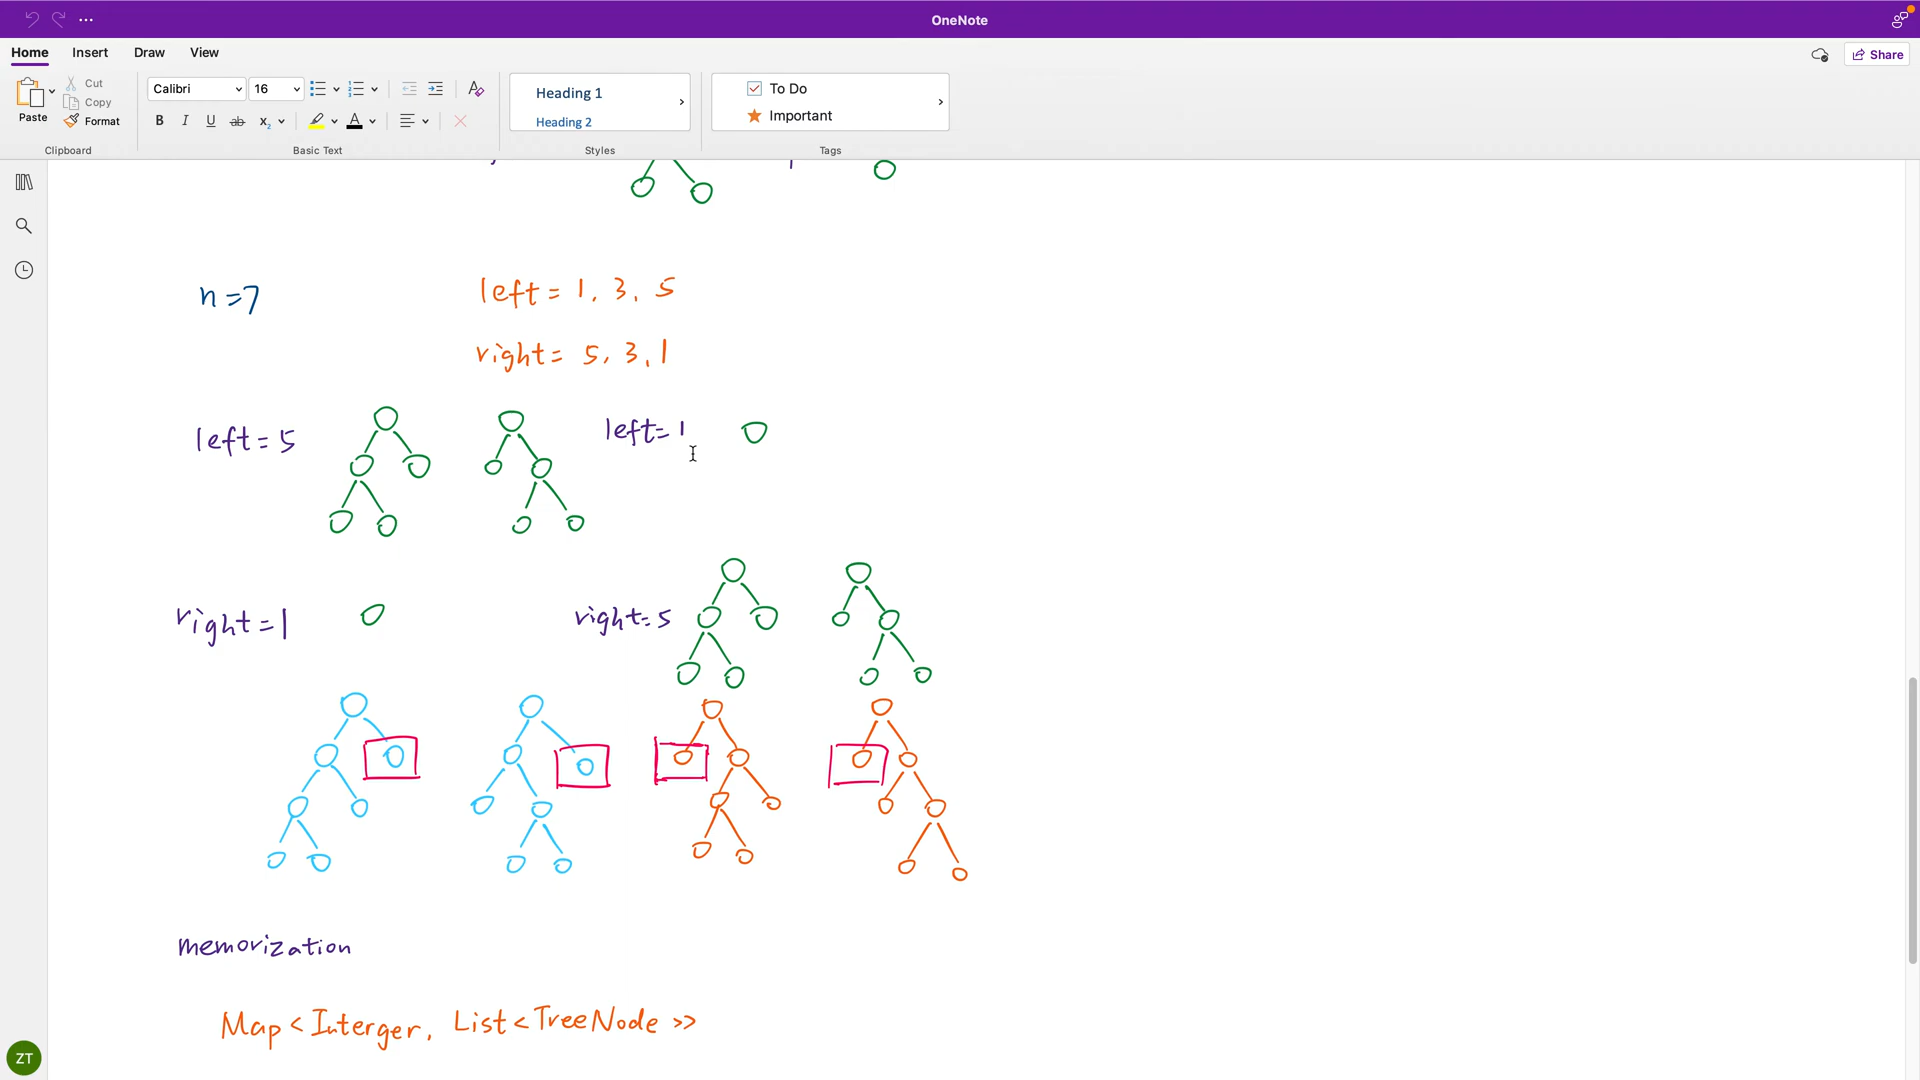 OneNote
Home Insert Draw View
Share
Paste
Cut
Copy
Format
Calibri 16
Heading 1
Heading 2
To Do
Important
B I U ab x2 A
Clipboard Basic Text Styles Tags
n=7
left = 1, 3, 5
right = 5, 3, 1
left = 5
left= 1
right =1
right= 5
memorization
Map < Interger, List < TreeNode >>
ZT